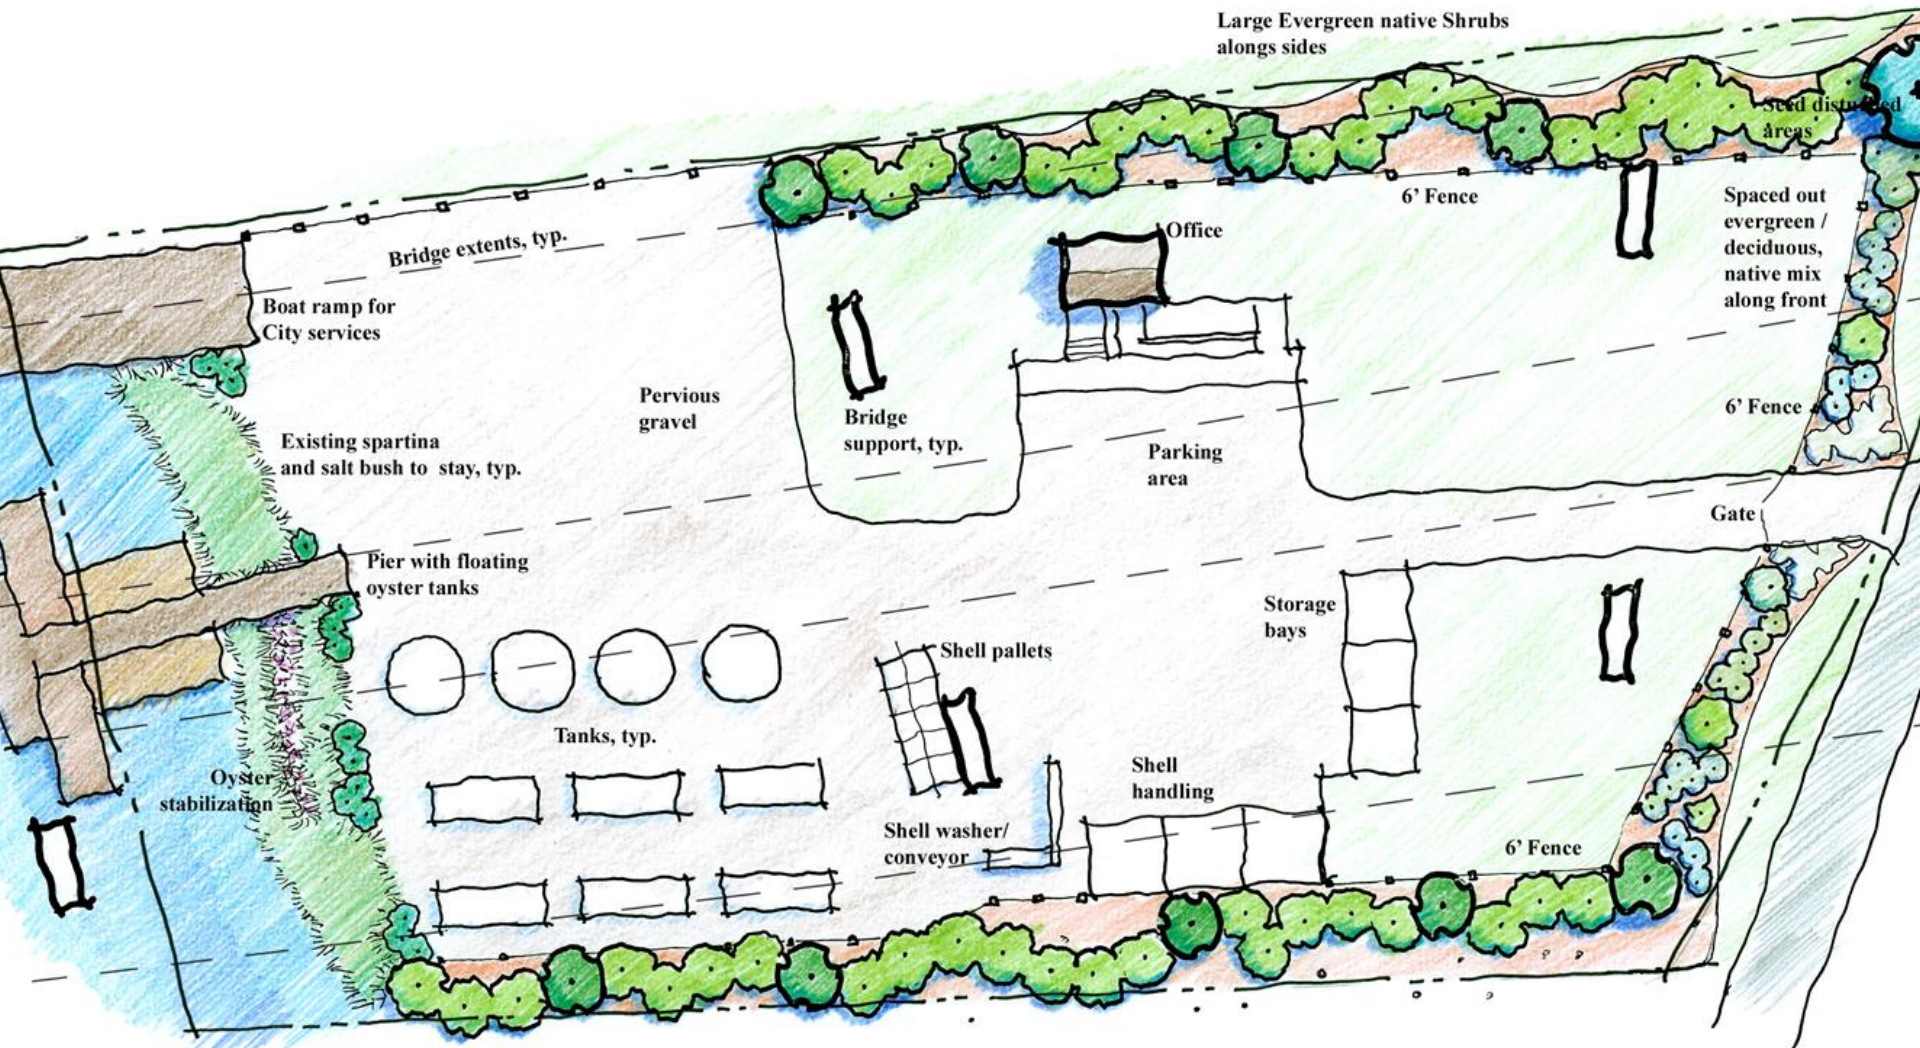 Large Evergreen native Shrubs
alongs sides
Seed disturbed
areas
6' Fence
Spaced out
evergreen /
deciduous,
native mix
along front
Office
Bridge extents, typ.
Boat ramp for
City services
Pervious
gravel
Bridge
support, typ.
6' Fence
Existing spartina
and salt bush to stay, typ.
Parking
area
Gate
Pier with floating
oyster tanks
Storage
bays
Shell pallets
Tanks, typ.
Oyster
stabilization
Shell
handling
Shell washer/
conveyor
6' Fence